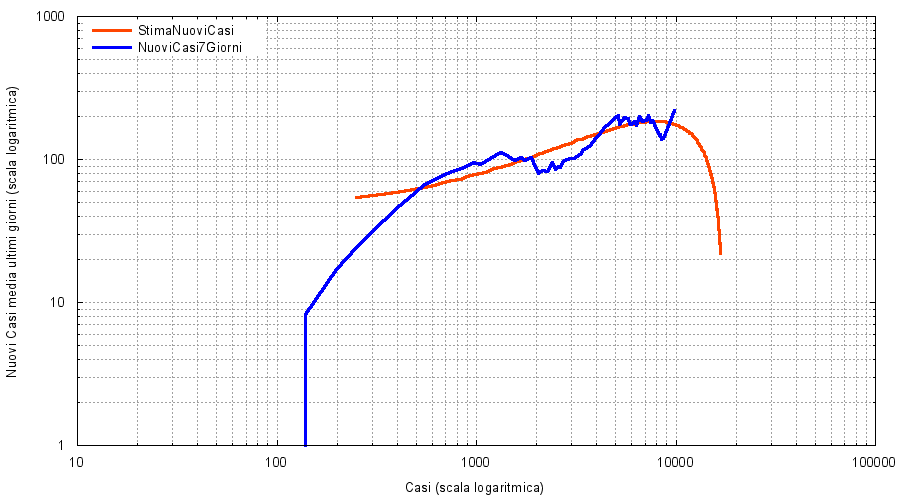 1000
StimaNuoviCasi
NuoviCasi7Giorni
100
10
1
Nuovi Casi media ultimi giorni (scala logaritmica)
10
100
1000
10000
100000
Casi (scala logaritmica)